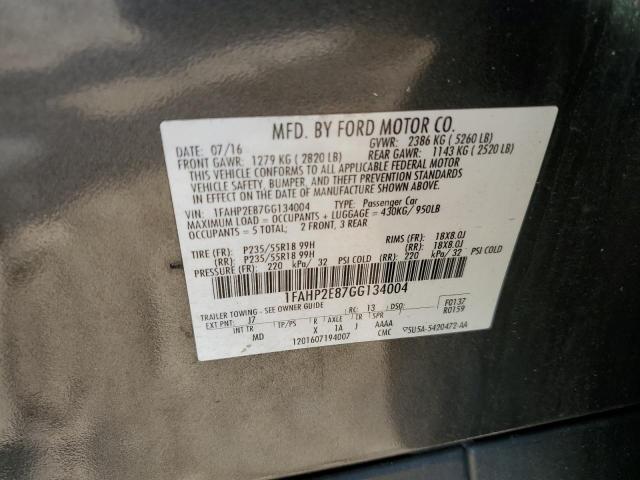 MFD. BY FORD MOTOR CO.
DATE: 07/16 GVWR: 2386 KG ( 5260 LB)
FRONT GAWR: 1279 KG ( 2820 LB) REAR GAWR: 1143 KG ( 2520 LB)
THIS VEHICLE CONFORMS TO ALL APPLICABLE FEDERAL MOTOR
VEHICLE SAFETY, BUMPER, AND THEFT PREVENTION STANDARDS
IN EFFECT ON THE DATE OF MANUFACTURE SHOWN ABOVE.
VIN: 1FAHP2E87GG134004 TYPE: Passenger Car
MAXIMUM LOAD = OCCUPANTS + LUGGAGE = 430KG/ 950LB
OCCUPANTS = 5 TOTAL; 2 FRONT, 3 REAR
TIRE (FR): P235/55R18 99H RIMS (FR): 18X8.0J
(RR): P235/55R18 99H (RR): 18X8.0J
PRESSURE (FR): 220 kPa/ 32 PSI COLD (RR): 220 kPa/ 32 PSI COLD
1FAHP2E87GG134004
TRAILER TOWING - SEE OWNER GUIDE
EXT PNT: J7 RC: 13 DSO: F0137
INT TR TP/PS R AXLE TR SPR R0159
MD X 1A J AAAA
1201607194007 CMC 5U5A-5420472-AA